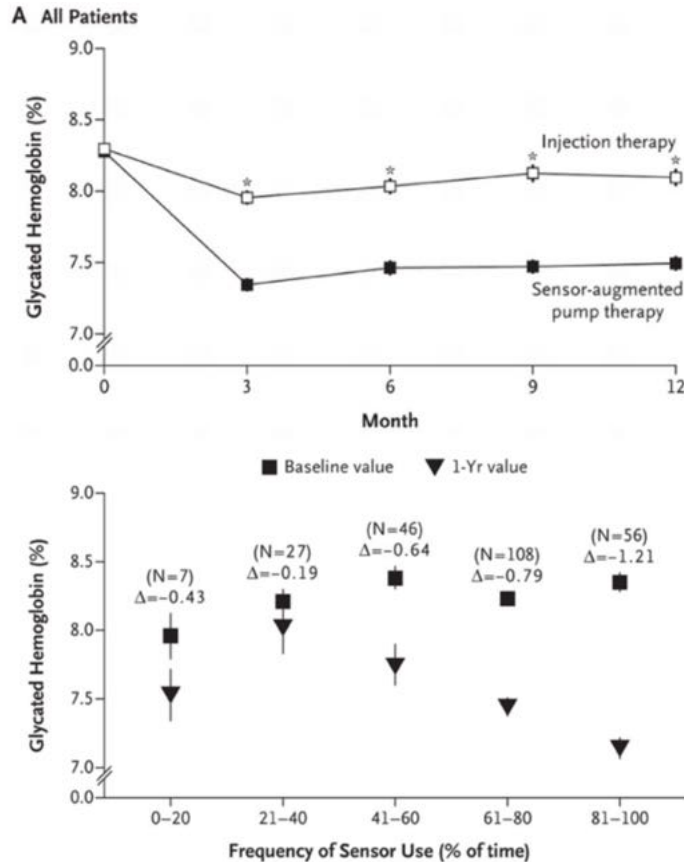 A All Patients
9.0
8.5
8.0
7.5
7.0
0.0
Glycated Hemoglobin (%)
Injection therapy
* * * *
Sensor-augmented
pump therapy
0 3 6 9 12
Month
■ Baseline value ▼ 1-Yr value
9.0
8.5
8.0
7.5
7.0
0.0
Glycated Hemoglobin (%)
(N=7)
Δ=-0.43
(N=27)
Δ=-0.19
(N=46)
Δ=-0.64
(N=108)
Δ=-0.79
(N=56)
Δ=-1.21
0–20 21–40 41–60 61–80 81–100
Frequency of Sensor Use (% of time)